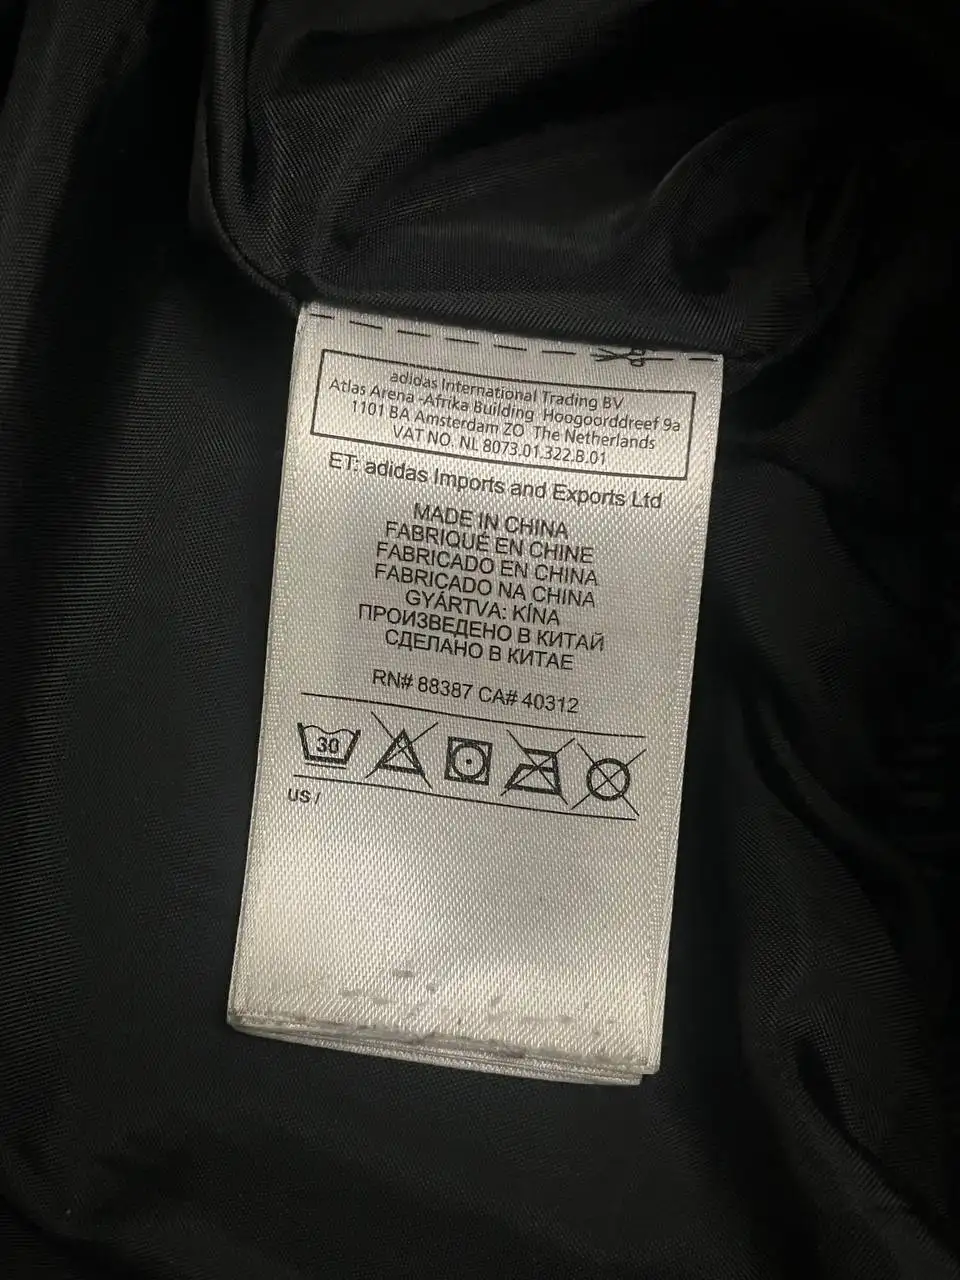 adidas International Trading BV
Atlas Arena -Afrika Building Hoogoorddreef 9a
1101 BA Amsterdam ZO The Netherlands
VAT NO. NL 8073.01.322.B.01
ET: adidas Imports and Exports Ltd
MADE IN CHINA
FABRIQUÉ EN CHINE
FABRICADO EN CHINA
FABRICADO NA CHINA
GYÁRTVA: KÍNA
ПРОИЗВЕДЕНО В КИТАЙ
СДЕЛАНО В КИТАЕ
RN# 88387 CA# 40312
30
US /